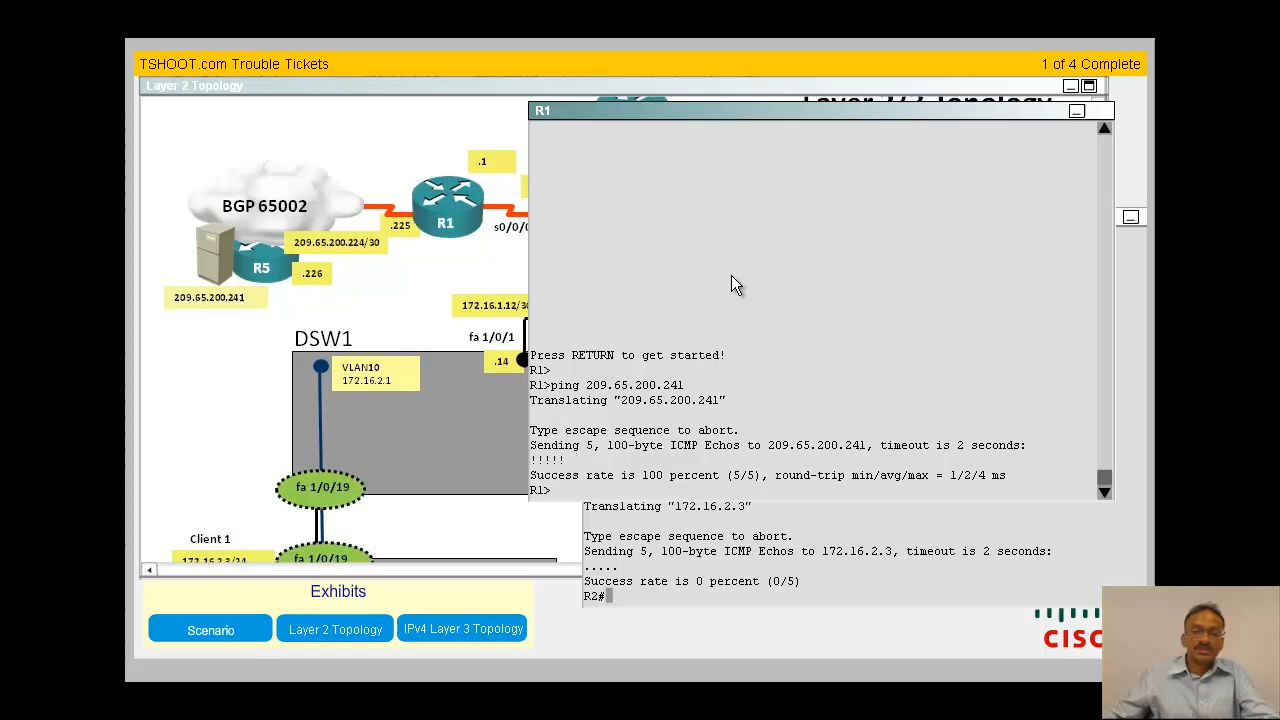 TSHOOT.com Trouble Tickets
1 of 4 Complete
Layer 2 Topology
R1
.1
BGP 65002
R1
.225
s0/0/0
209.65.200.224/30
R5
.226
209.65.200.241
172.16.1.12/30
DSW1
fa 1/0/1
.14
VLAN10
172.16.2.1
fa 1/0/19
Client 1
fa 1/0/19
172.16.2.3/24
Press RETURN to get started!
R1>
R1>ping 209.65.200.241
Translating "209.65.200.241"
Type escape sequence to abort.
Sending 5, 100-byte ICMP Echos to 209.65.200.241, timeout is 2 seconds:
!!!!!
Success rate is 100 percent (5/5), round-trip min/avg/max = 1/2/4 ms
R1>
Translating "172.16.2.3"
Type escape sequence to abort.
Sending 5, 100-byte ICMP Echos to 172.16.2.3, timeout is 2 seconds:
.....
Success rate is 0 percent (0/5)
R2#
Exhibits
Scenario
Layer 2 Topology
IPv4 Layer 3 Topology
CISC